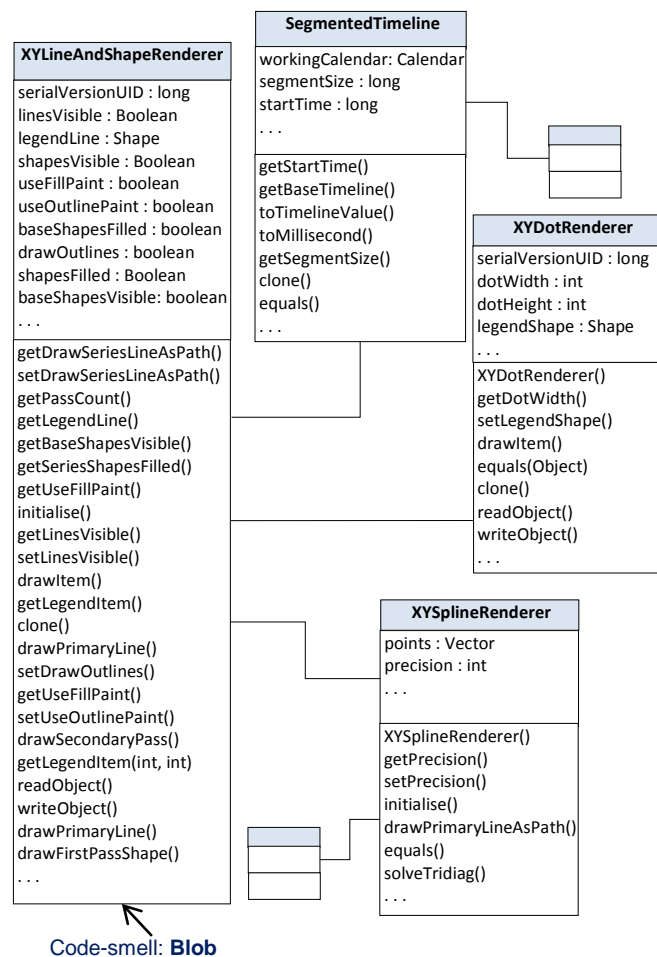 XYLineAndShapeRenderer
serialVersionUID : long
linesVisible : Boolean
legendLine : Shape
shapesVisible : Boolean
useFillPaint : boolean
useOutlinePaint : boolean
baseShapesFilled : boolean
drawOutlines : boolean
shapesFilled : Boolean
baseShapesVisible: boolean
. . .
getDrawSeriesLineAsPath()
setDrawSeriesLineAsPath()
getPassCount()
getLegendLine()
getBaseShapesVisible()
getSeriesShapesFilled()
getUseFillPaint()
initialise()
getLinesVisible()
setLinesVisible()
drawItem()
getLegendItem()
clone()
drawPrimaryLine()
setDrawOutlines()
getUseFillPaint()
setUseOutlinePaint()
drawSecondaryPass()
getLegendItem(int, int)
readObject()
writeObject()
drawPrimaryLine()
drawFirstPassShape()
. . .
SegmentedTimeline
workingCalendar: Calendar
segmentSize : long
startTime : long
. . .
getStartTime()
getBaseTimeline()
toTimelineValue()
toMillisecond()
getSegmentSize()
clone()
equals()
. . .
XYDotRenderer
serialVersionUID : long
dotWidth : int
dotHeight : int
legendShape : Shape
. . .
XYDotRenderer()
getDotWidth()
setLegendShape()
drawItem()
equals(Object)
clone()
readObject()
writeObject()
. . .
XYSplineRenderer
points : Vector
precision : int
. . .
XYSplineRenderer()
getPrecision()
setPrecision()
initialise()
drawPrimaryLineAsPath()
equals()
solveTridiag()
. . .
Code-smell: Blob